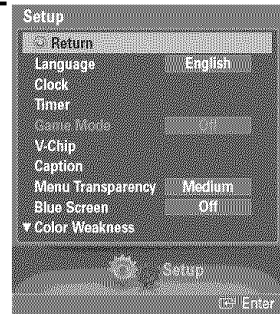 Setup
Return
Language English
Clock
Timer
Game Mode Off
V-Chip
Caption
Menu Transparency Medium
Blue Screen Off
▼ Color Weakness
Setup
Enter